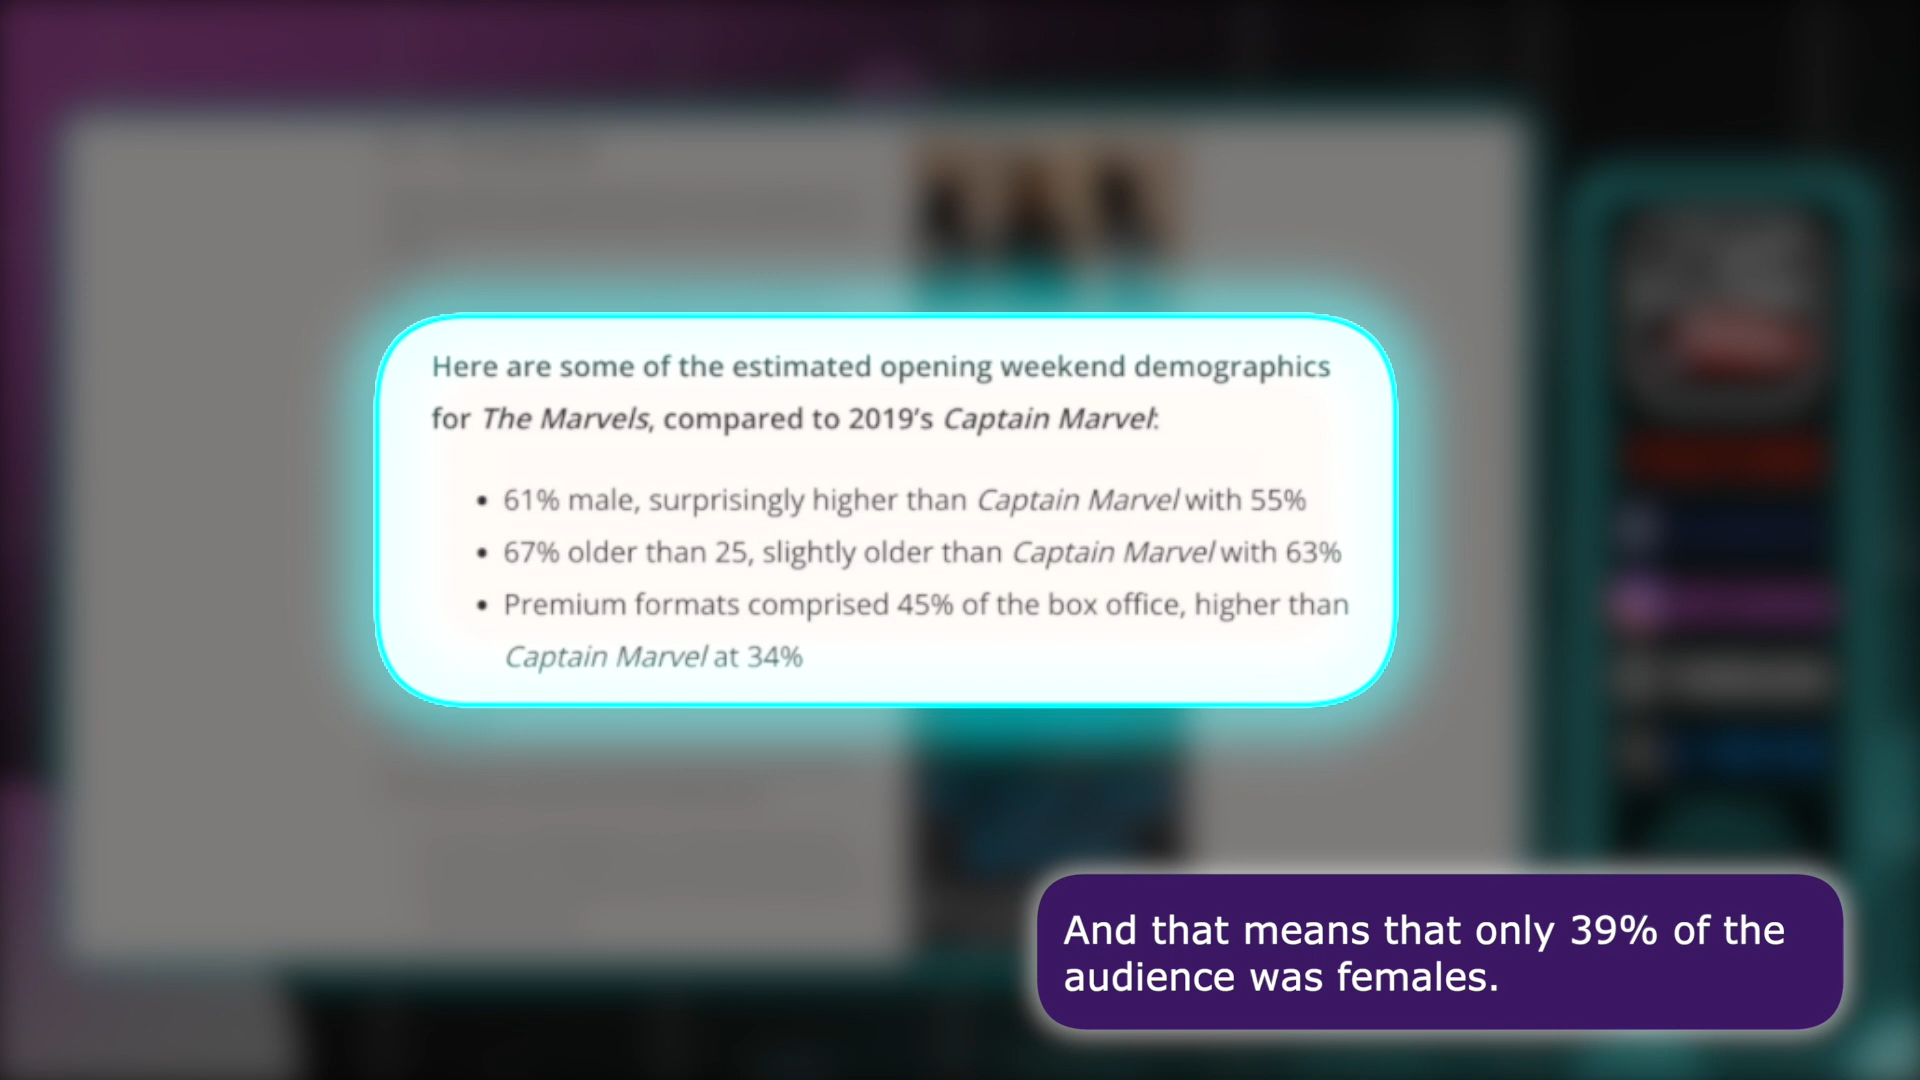 Here are some of the estimated opening weekend demographics
for The Marvels, compared to 2019's Captain Marvel:
• 61% male, surprisingly higher than Captain Marvel with 55%
• 67% older than 25, slightly older than Captain Marvel with 63%
• Premium formats comprised 45% of the box office, higher than
Captain Marvel at 34%
And that means that only 39% of the
audience was females.